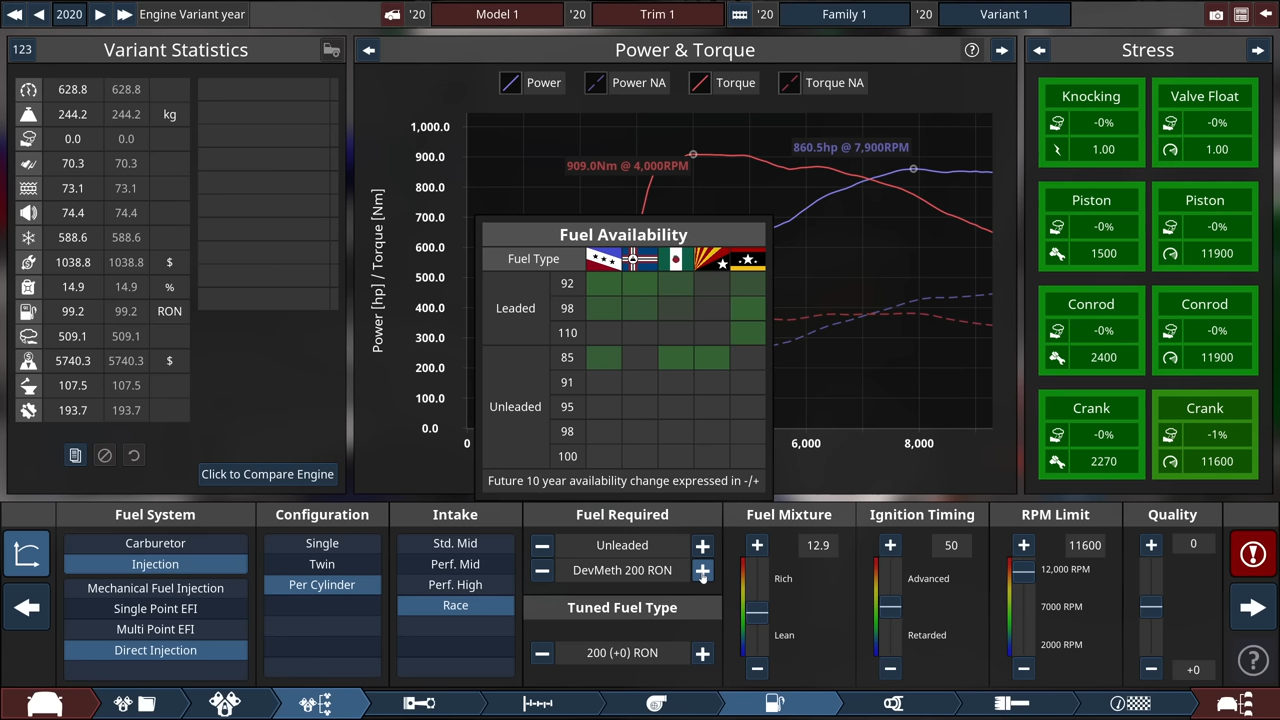 2020 Engine Variant year '20 Model 1 '20 Trim 1 '20 Family 1 '20 Variant 1
123 Variant Statistics
628.8 628.8
244.2 244.2 kg
0.0 0.0
70.3 70.3
73.1 73.1
74.4 74.4
588.6 588.6
1038.8 1038.8 $
14.9 14.9 %
99.2 99.2 RON
509.1 509.1
5740.3 5740.3 $
107.5 107.5
193.7 193.7
Click to Compare Engine
Power & Torque
Power Power NA Torque Torque NA
Power [hp] / Torque [Nm]
1,000.0
900.0
800.0
700.0
600.0
500.0
400.0
300.0
200.0
100.0
0.0
909.0Nm @ 4,000RPM
860.5hp @ 7,900RPM
0 6,000 8,000
Fuel Availability
Fuel Type
Leaded
92
98
110
Unleaded
85
91
95
98
100
Future 10 year availability change expressed in -/+
Stress
Knocking
-0%
1.00
Valve Float
-0%
1.00
Piston
-0%
1500
Piston
-0%
11900
Conrod
-0%
2400
Conrod
-0%
11900
Crank
-0%
2270
Crank
-1%
11600
Fuel System
Carburetor
Injection
Mechanical Fuel Injection
Single Point EFI
Multi Point EFI
Direct Injection
Configuration
Single
Twin
Per Cylinder
Intake
Std. Mid
Perf. Mid
Perf. High
Race
Fuel Required
Unleaded
DevMeth 200 RON
Tuned Fuel Type
200 (+0) RON
Fuel Mixture
12.9
Rich
Lean
Ignition Timing
50
Advanced
Retarded
RPM Limit
11600
12,000 RPM
7000 RPM
2000 RPM
Quality
0
+0